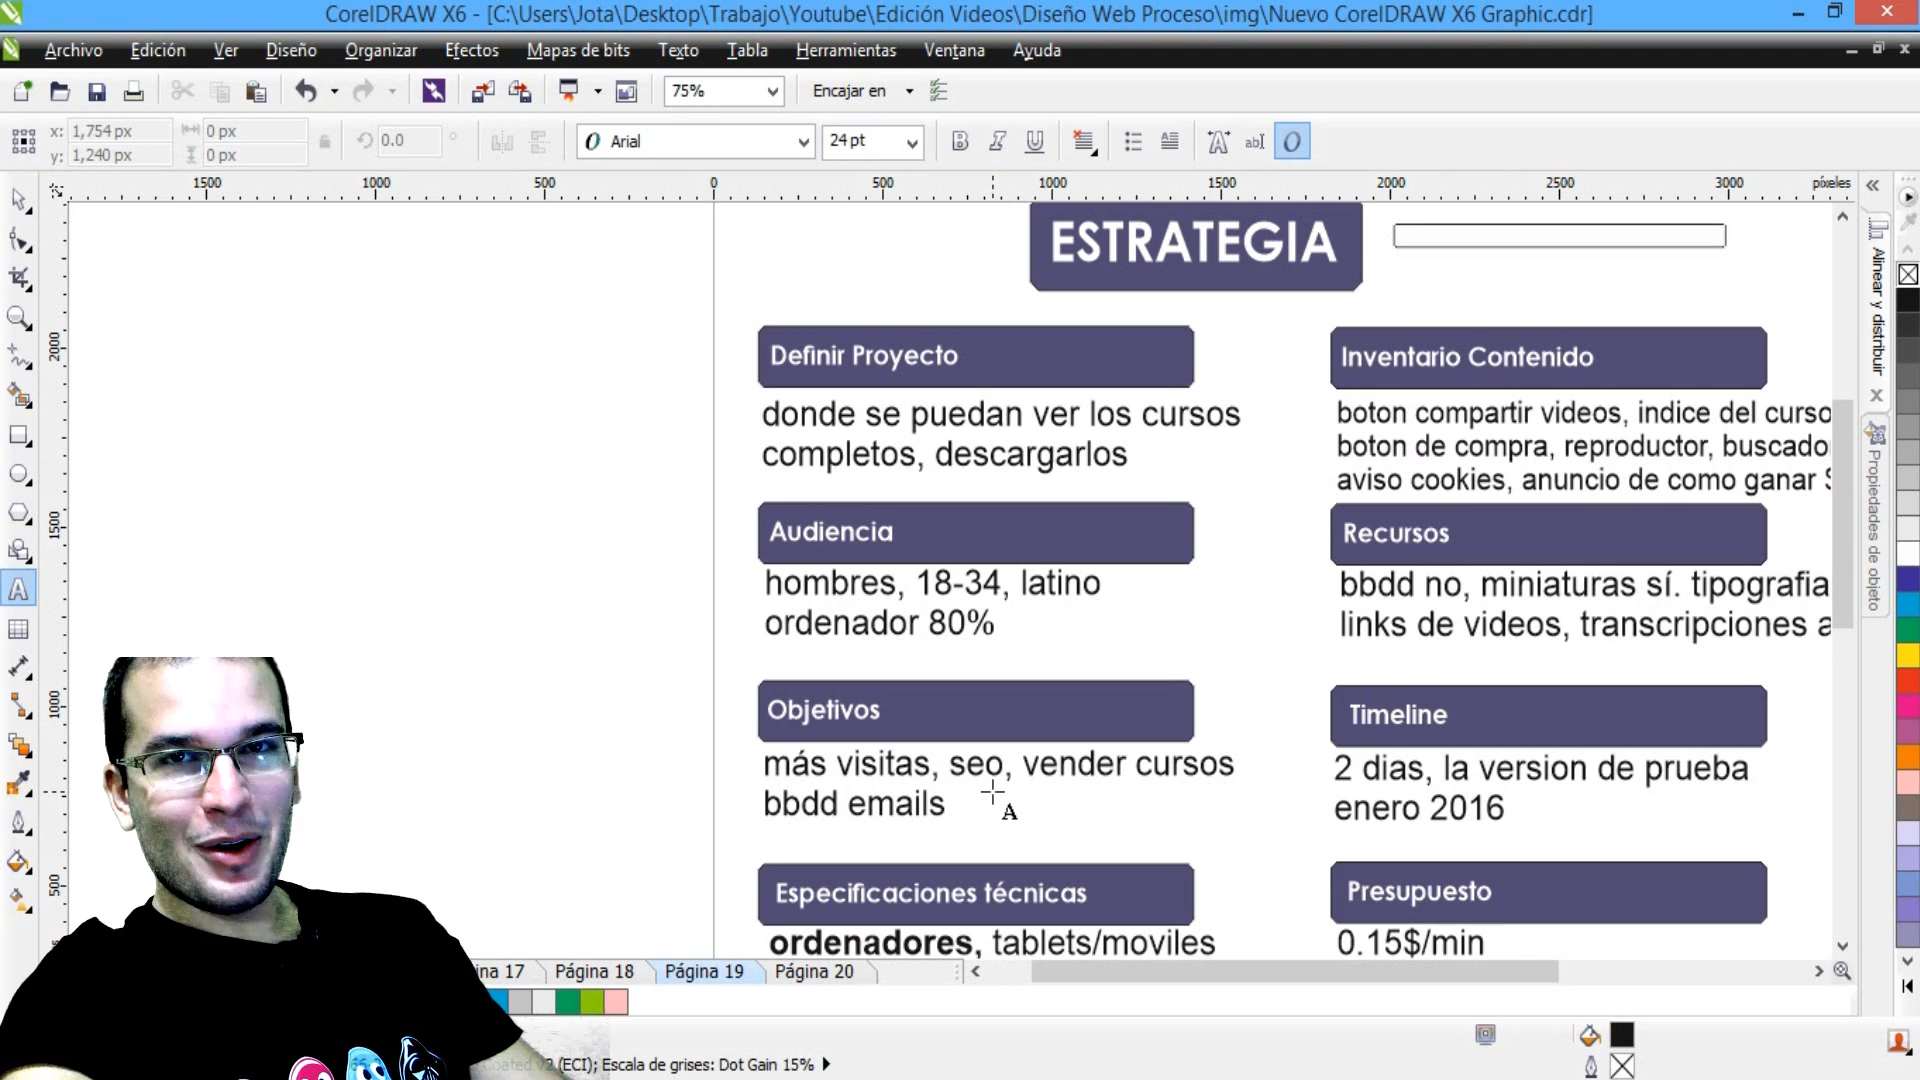 CorelDRAW X6 - [C:\Users\Jota\Desktop\Trabajo\Youtube\Edición Videos\Diseño Web Proceso\img\Nuevo CorelDRAW X6 Graphic.cdr]
Archivo Edición Ver Diseño Organizar Efectos Mapas de bits Texto Tabla Herramientas Ventana Ayuda
75% Encajar en
x: 1,754 px 0 px
y: 1,240 px 0 px
0.0 °
Arial 24 pt
1500 1000 500 0 500 1000 1500 2000 2500 3000 píxeles
2000
1500
1000
500
ESTRATEGIA
Definir Proyecto
donde se puedan ver los cursos
completos, descargarlos
Audiencia
hombres, 18-34, latino
ordenador 80%
Objetivos
más visitas, seo, vender cursos
bbdd emails
Especificaciones técnicas
ordenadores, tablets/moviles
Inventario Contenido
boton compartir videos, indice del curso
boton de compra, reproductor, buscado
aviso cookies, anuncio de como ganar
Recursos
bbdd no, miniaturas sí. tipografia
links de videos, transcripciones a
Timeline
2 dias, la version de prueba
enero 2016
Presupuesto
0.15$/min
Alinear y distribuir
Propiedades de objeto
ina 17 Página 18 Página 19 Página 20
(ECI); Escala de grises: Dot Gain 15%